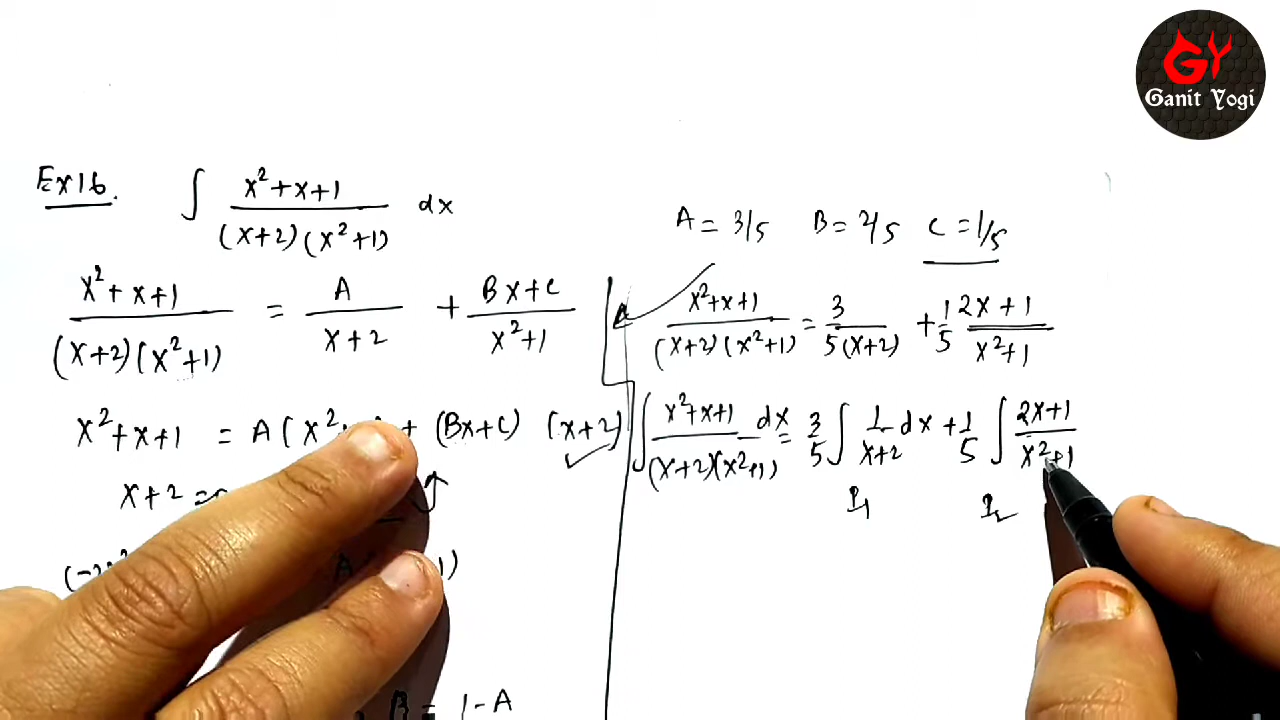 GY
Ganit Yogi
Ex16.
∫ x²+x+1 / (x+2)(x²+1) dx
x²+x+1 / (x+2)(x²+1) = A / x+2 + Bx+C / x²+1
x²+x+1 = A(x² + (Bx+C) (x+2)
x+2 =
B = 1-A
A = 3/5 B = 2/5 C = 1/5
x²+x+1 / (x+2)(x²+1) = 3 / 5(x+2) + 1/5 2x+1 / x²+1
∫ x²+x+1 / (x+2)(x²+1) dx = 3/5 ∫ 1/x+2 dx + 1/5 ∫ 2x+1 / x²+1
I₁ I₂